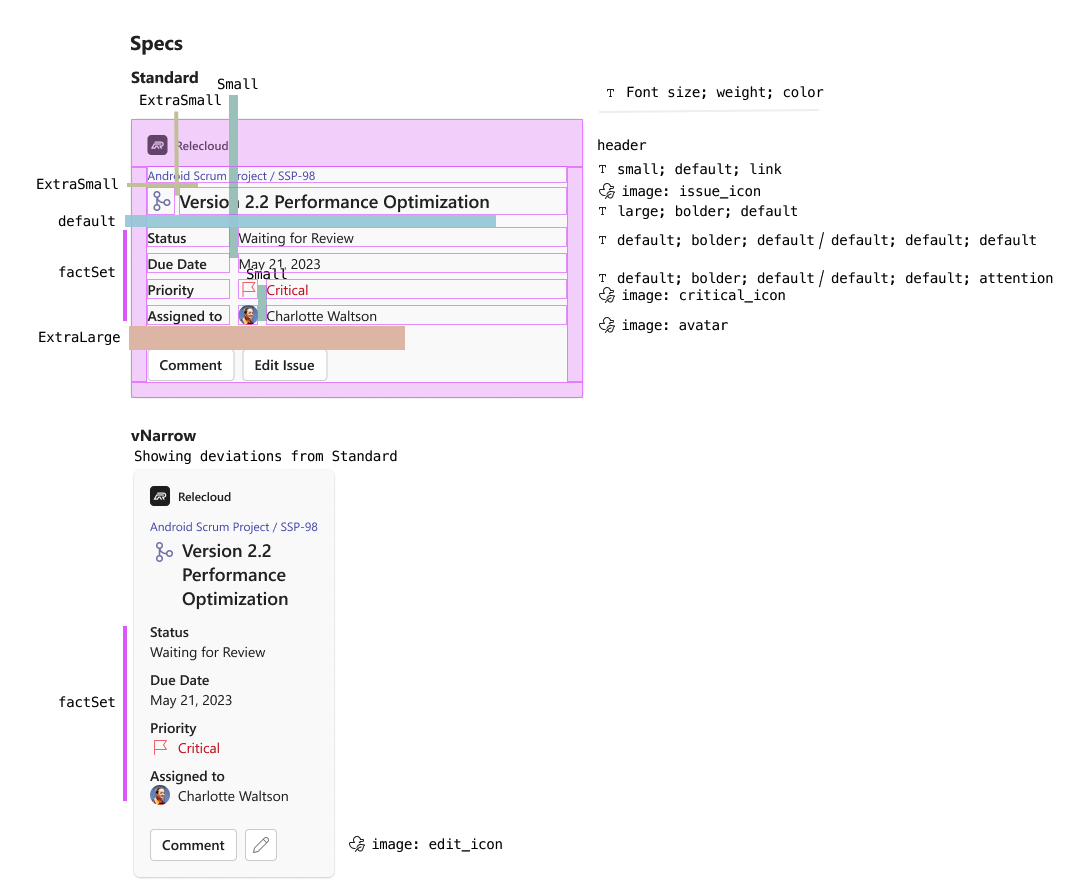 Specs
Standard
Small
ExtraSmall
T Font size; weight; color
Relecloud
header
Android Scrum Project / SSP-98
T small; default; link
ExtraSmall
image: issue_icon
Version 2.2 Performance Optimization
T large; bolder; default
default
Status Waiting for Review
T default; bolder; default / default; default; default
Due Date May 21, 2023
factSet
Small
T default; bolder; default / default; default; attention
Priority Critical
image: critical_icon
Assigned to Charlotte Waltson
image: avatar
ExtraLarge
Comment Edit Issue
vNarrow
Showing deviations from Standard
Relecloud
Android Scrum Project / SSP-98
Version 2.2
Performance
Optimization
Status
Waiting for Review
Due Date
May 21, 2023
factSet
Priority
Critical
Assigned to
Charlotte Waltson
Comment
image: edit_icon